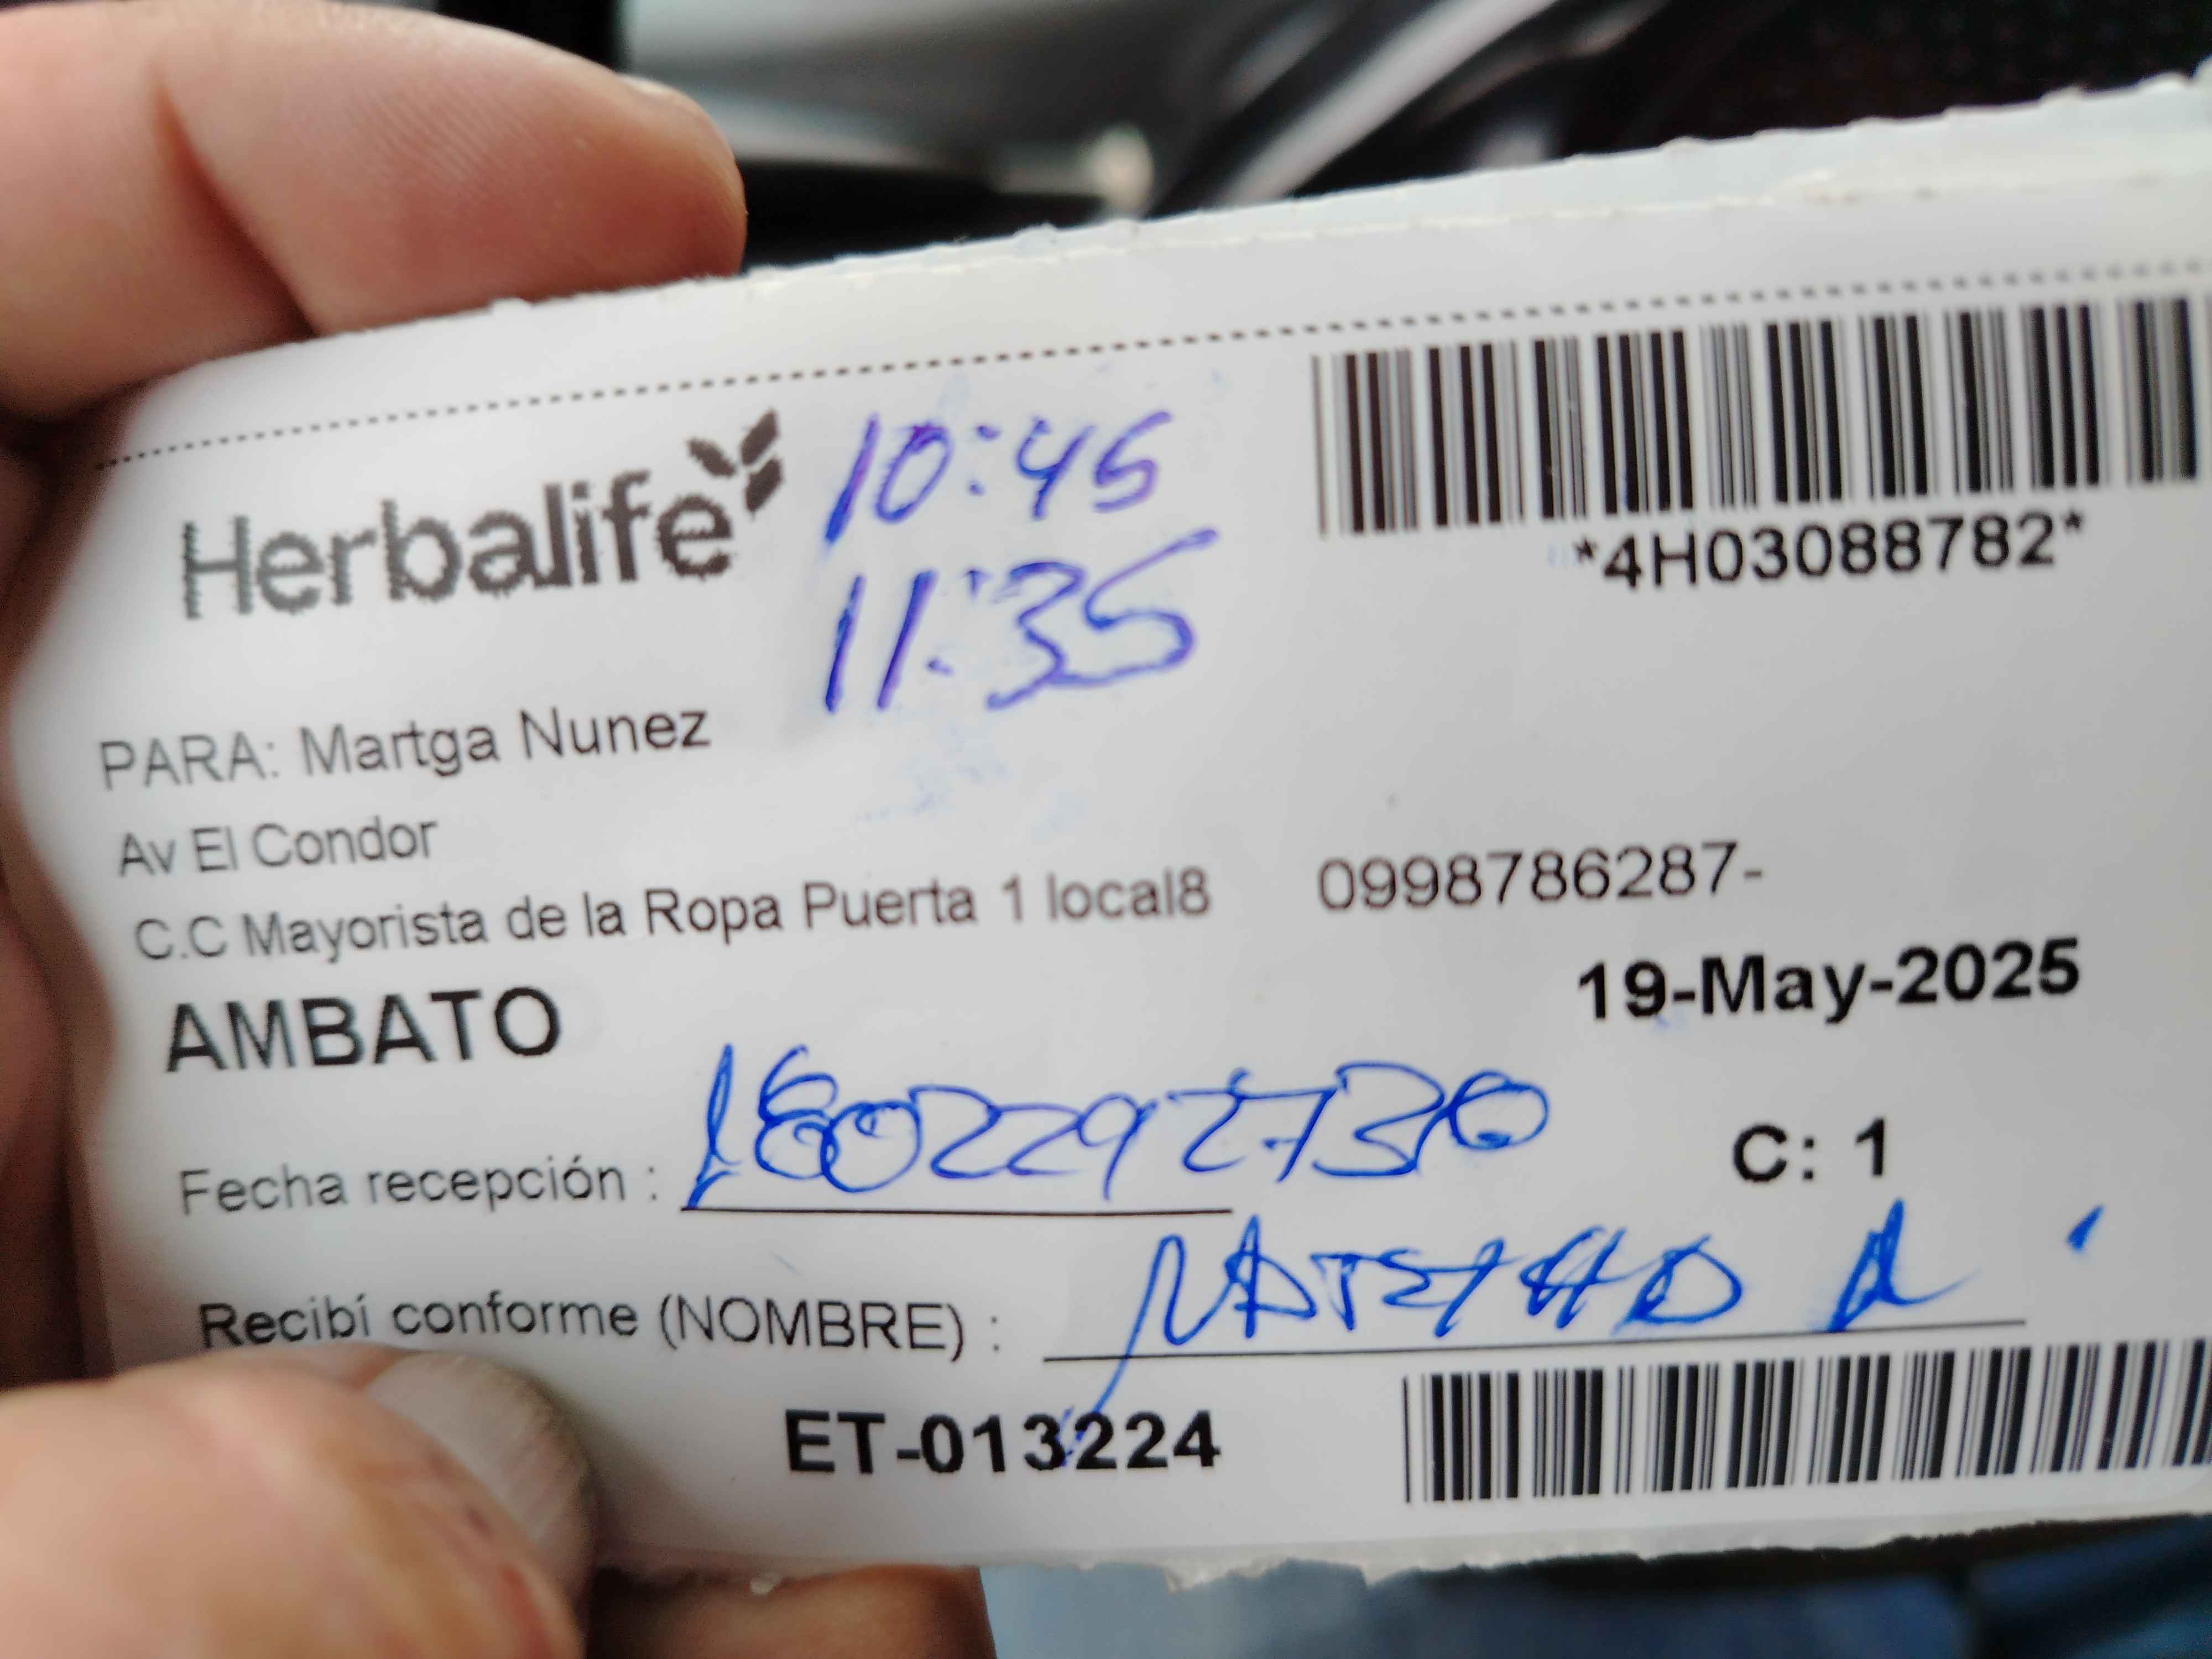 Herbalife
10:45
11:35
*4H03088782*
PARA: Martga Nunez
Av El Condor
C.C Mayorista de la Ropa Puerta 1 local8 0998786287-
AMBATO
19-May-2025
Fecha recepción : 1802292730
C: 1
Recibí conforme (NOMBRE) :
ET-013224